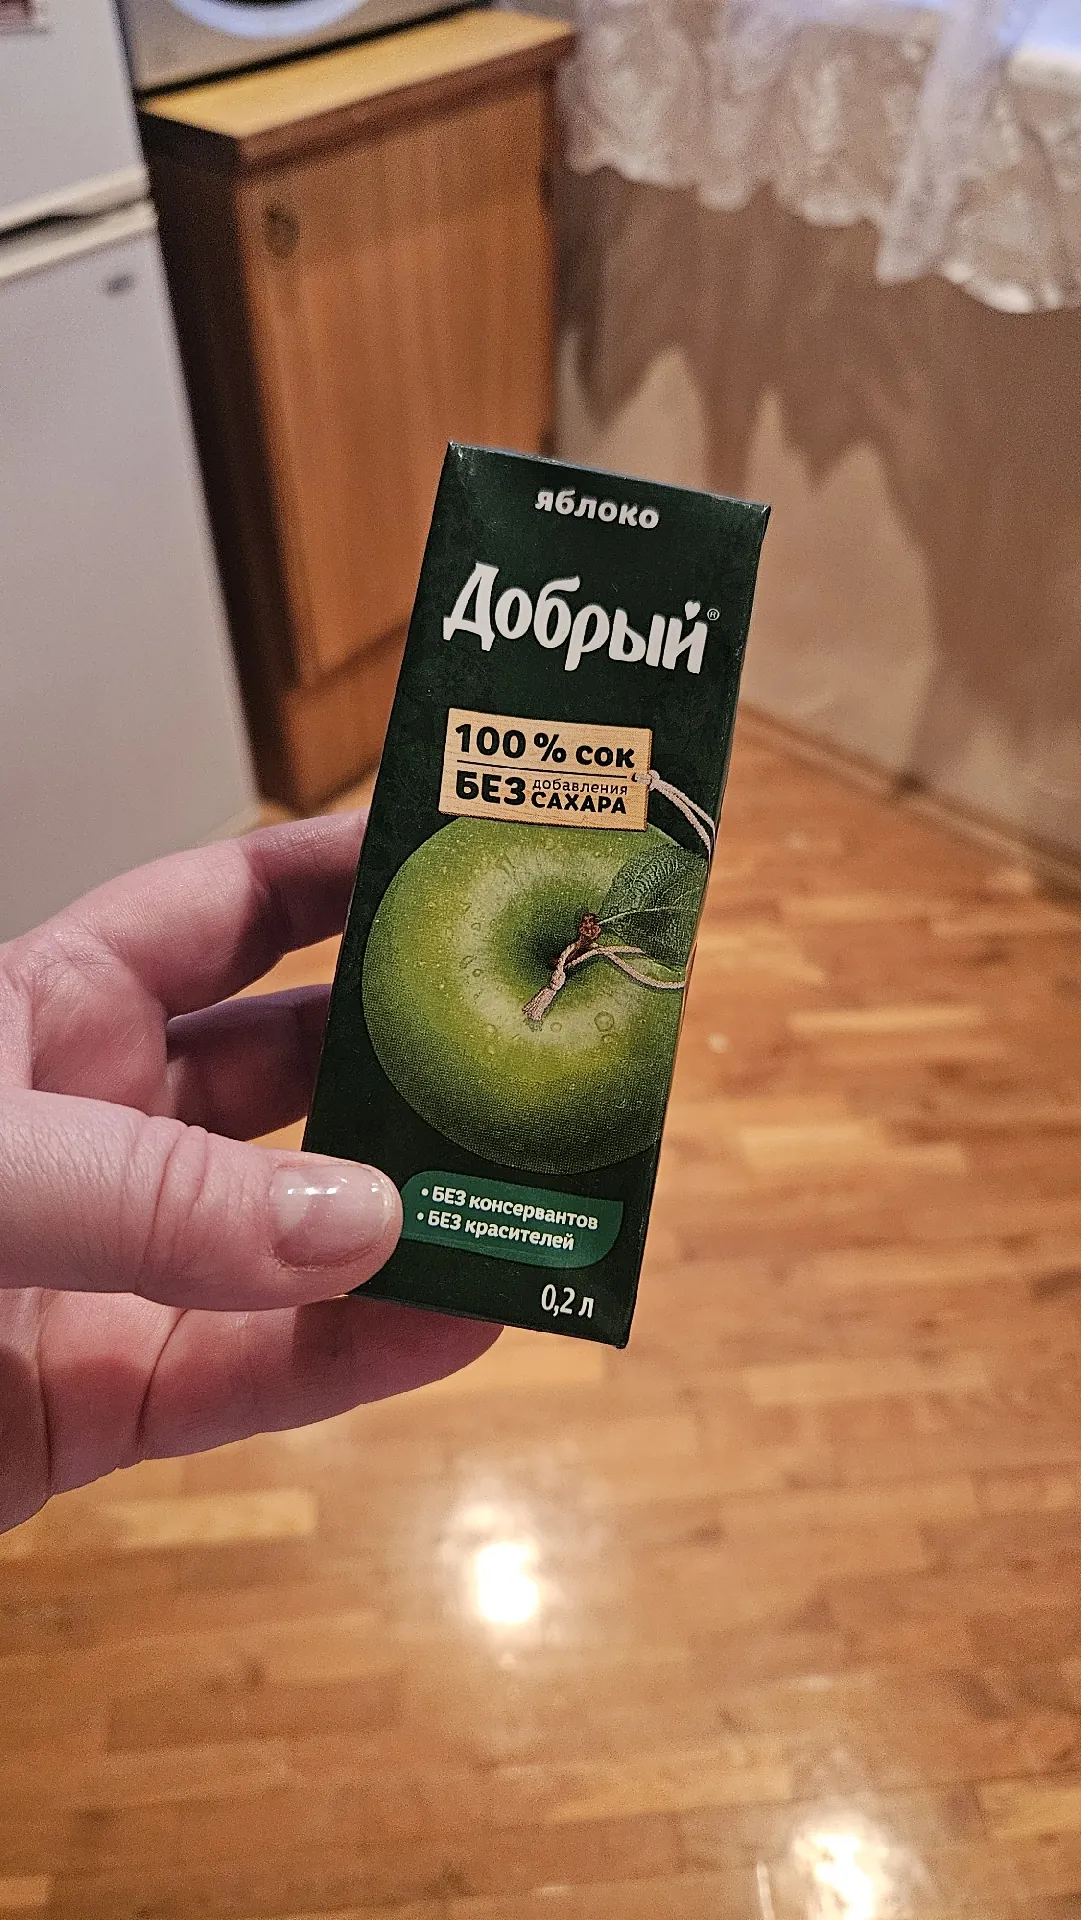 яблоко
Добрый®
100% сок
БЕЗ добавления САХАРА
• БЕЗ консервантов
• БЕЗ красителей
0,2 л